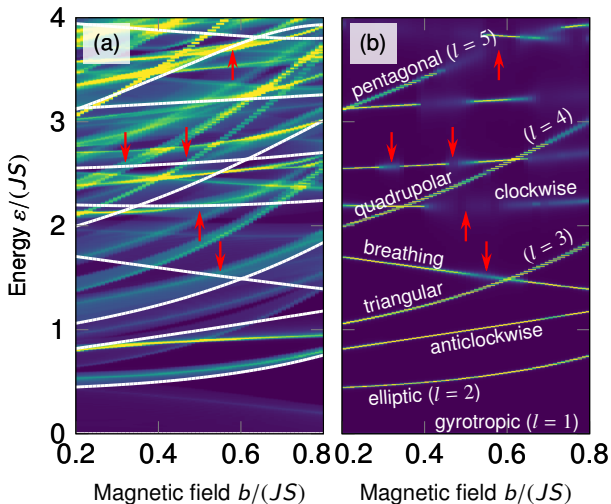 (a)
(b)
Energy ε/(JS)
4
3
2
1
0
pentagonal (l = 5)
(l = 4)
quadrupolar
clockwise
breathing
(l = 3)
triangular
anticlockwise
elliptic (l = 2)
gyrotropic (l = 1)
0.2 0.4 0.6 0.8
0.2 0.4 0.6 0.8
Magnetic field b/(JS)
Magnetic field b/(JS)